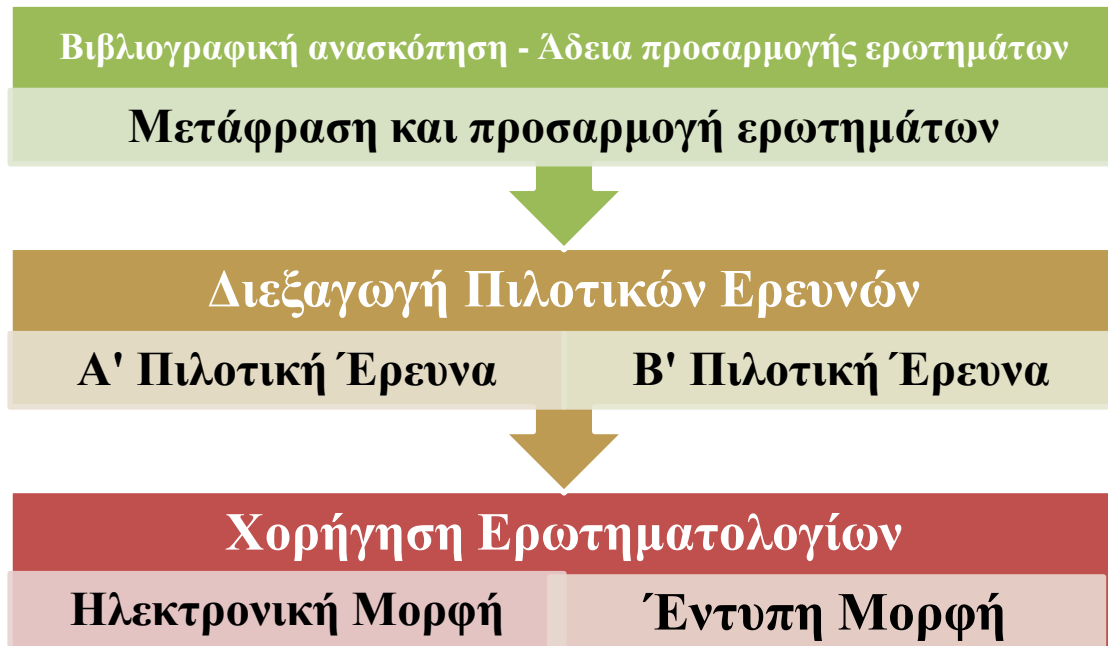 Βιβλιογραφική ανασκόπηση - Άδεια προσαρμογής ερωτημάτων
Μετάφραση και προσαρμογή ερωτημάτων
Διεξαγωγή Πιλοτικών Ερευνών
Α' Πιλοτική Έρευνα
Β' Πιλοτική Έρευνα
Χορήγηση Ερωτηματολογίων
Ηλεκτρονική Μορφή
Έντυπη Μορφή